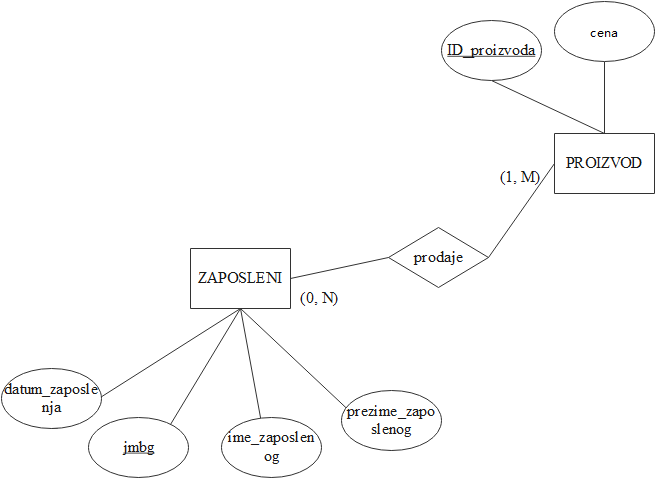 cena
ID_proizvoda
PROIZVOD
(1, M)
prodaje
ZAPOSLENI
(0, N)
datum_zaposle
nja
prezime_zapo
slenog
jmbg
ime_zaposlen
og